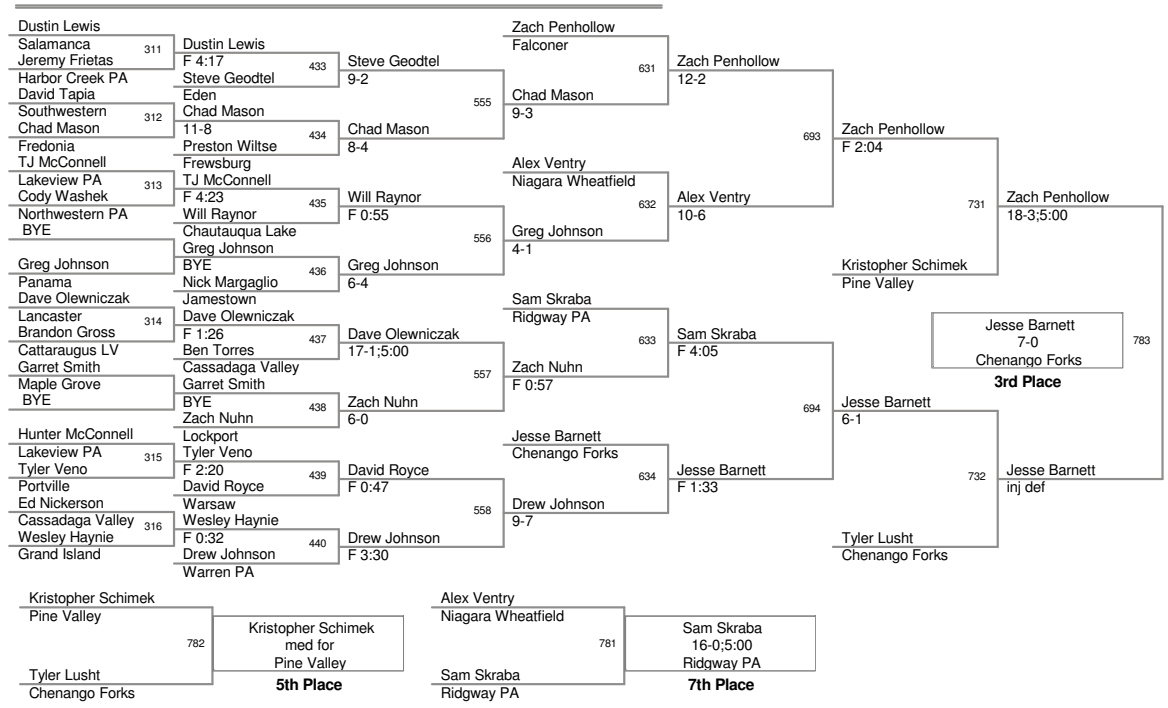 Dustin Lewis
Salamanca
311
Jeremy Frietas
Harbor Creek PA
David Tapia
Southwestern
312
Chad Mason
Fredonia
TJ McConnell
Lakeview PA
313
Cody Washek
Northwestern PA
BYE
Greg Johnson
Panama
Dave Olewniczak
Lancaster
314
Brandon Gross
Cattaraugus LV
Garret Smith
Maple Grove
BYE
Hunter McConnell
Lakeview PA
315
Tyler Veno
Portville
Ed Nickerson
Cassadaga Valley
316
Wesley Haynie
Grand Island
Dustin Lewis
F 4:17
433
Steve Geodtel
Eden
Chad Mason
11-8
434
Preston Wiltse
Frewsburg
TJ McConnell
F 4:23
435
Will Raynor
Chautauqua Lake
Greg Johnson
BYE
436
Nick Margaglio
Jamestown
Dave Olewniczak
F 1:26
437
Ben Torres
Cassadaga Valley
Garret Smith
BYE
438
Zach Nuhn
Lockport
Tyler Veno
F 2:20
439
David Royce
Warsaw
Wesley Haynie
F 0:32
440
Drew Johnson
Warren PA
Steve Geodtel
9-2
555
Chad Mason
8-4
Will Raynor
F 0:55
556
Greg Johnson
6-4
Dave Olewniczak
17-1;5:00
557
Zach Nuhn
6-0
David Royce
F 0:47
558
Drew Johnson
F 3:30
Zach Penhollow
Falconer
631
Chad Mason
9-3
Alex Ventry
Niagara Wheatfield
632
Greg Johnson
4-1
Sam Skraba
Ridgway PA
633
Zach Nuhn
F 0:57
Jesse Barnett
Chenango Forks
634
Drew Johnson
9-7
Zach Penhollow
12-2
693
Alex Ventry
10-6
Sam Skraba
F 4:05
694
Jesse Barnett
F 1:33
Zach Penhollow
F 2:04
731
Kristopher Schimek
Pine Valley
Jesse Barnett
6-1
732
Tyler Lusht
Chenango Forks
Zach Penhollow
18-3;5:00
Jesse Barnett
7-0
Chenango Forks
783
3rd Place
Jesse Barnett
inj def
Kristopher Schimek
Pine Valley
782
Tyler Lusht
Chenango Forks
Kristopher Schimek
med for
Pine Valley
5th Place
Alex Ventry
Niagara Wheatfield
781
Sam Skraba
Ridgway PA
Sam Skraba
16-0;5:00
Ridgway PA
7th Place